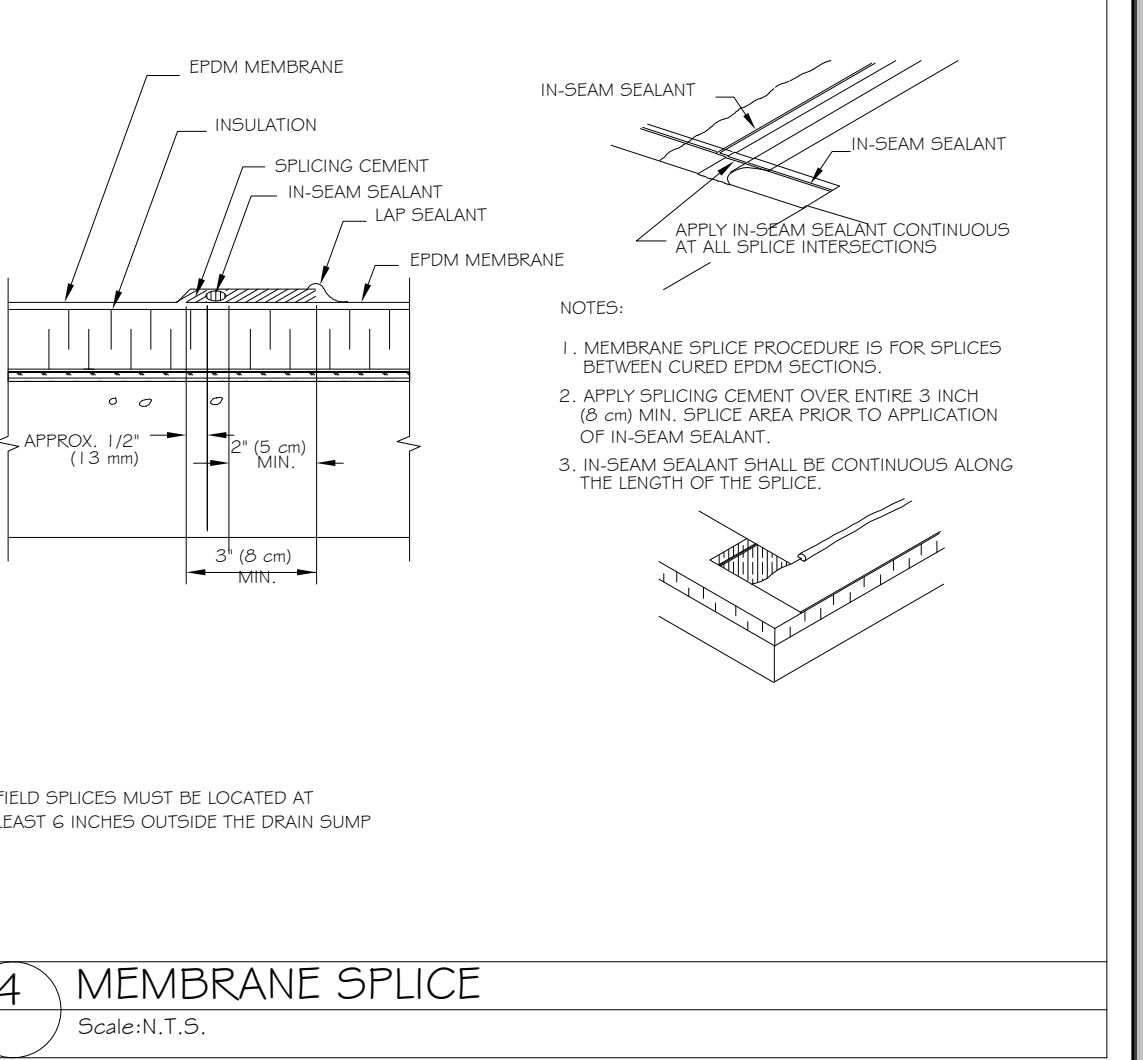 EPDM MEMBRANE
INSULATION
SPLICING CEMENT
IN-SEAM SEALANT
LAP SEALANT
EPDM MEMBRANE
APPROX. 1/2"
(13 mm)
2" (5 cm)
MIN.
3" (8 cm)
MIN.
IN-SEAM SEALANT
IN-SEAM SEALANT
APPLY IN-SEAM SEALANT CONTINUOUS
AT ALL SPLICE INTERSECTIONS
NOTES:
1. MEMBRANE SPLICE PROCEDURE IS FOR SPLICES
BETWEEN CURED EPDM SECTIONS.
2. APPLY SPLICING CEMENT OVER ENTIRE 3 INCH
(8 cm) MIN. SPLICE AREA PRIOR TO APPLICATION
OF IN-SEAM SEALANT.
3. IN-SEAM SEALANT SHALL BE CONTINUOUS ALONG
THE LENGTH OF THE SPLICE.
FIELD SPLICES MUST BE LOCATED AT
LEAST 6 INCHES OUTSIDE THE DRAIN SUMP
4 MEMBRANE SPLICE
Scale:N.T.S.